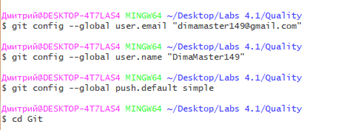 Дмитрий@DESKTOP-4T7LAS4 MINGW64 ~/Desktop/Labs 4.1/Quality
$ git config --global user.email "dimamaster149@gmail.com"
Дмитрий@DESKTOP-4T7LAS4 MINGW64 ~/Desktop/Labs 4.1/Quality
$ git config --global user.name "DimaMaster149"
Дмитрий@DESKTOP-4T7LAS4 MINGW64 ~/Desktop/Labs 4.1/Quality
$ git config --global push.default simple
Дмитрий@DESKTOP-4T7LAS4 MINGW64 ~/Desktop/Labs 4.1/Quality
$ cd Git